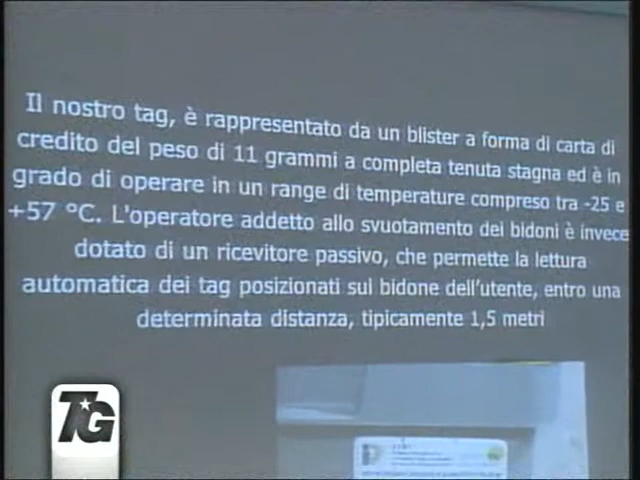 Il nostro tag, è rappresentato da un blister a forma di carta di
credito del peso di 11 grammi a completa tenuta stagna ed è in
grado di operare in un range di temperature compreso tra -25 e
+57 °C. L'operatore addetto allo svuotamento dei bidoni è invece
dotato di un ricevitore passivo, che permette la lettura
automatica dei tag posizionati sul bidone dell'utente, entro una
determinata distanza, tipicamente 1,5 metri
TG